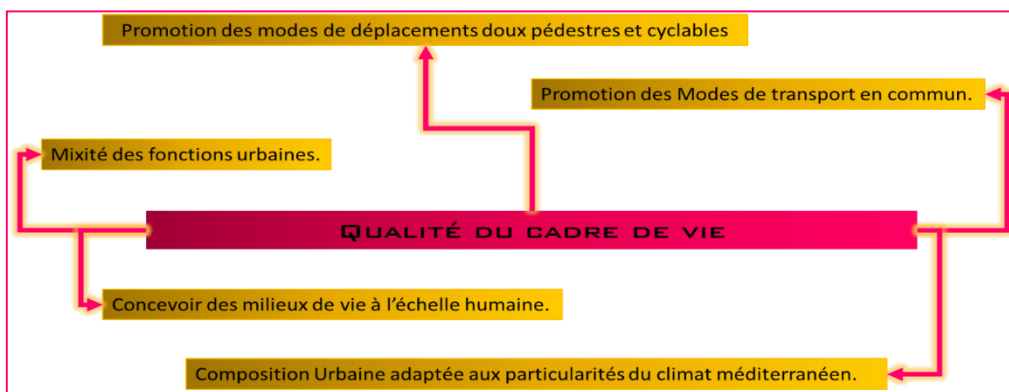 Promotion des modes de déplacements doux pédestres et cyclables
Promotion des Modes de transport en commun.
Mixité des fonctions urbaines.
QUALITÉ DU CADRE DE VIE
Concevoir des milieux de vie à l'échelle humaine.
Composition Urbaine adaptée aux particularités du climat méditerranéen.